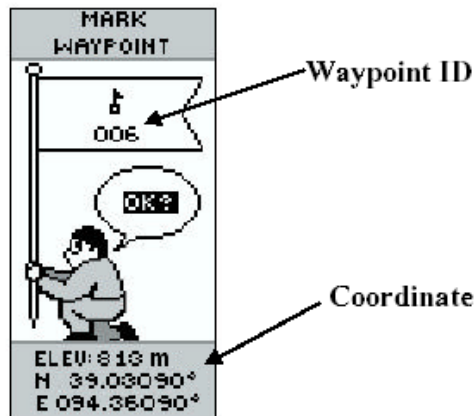 MARK
WAYPOINT
Waypoint ID
006
OK?
Coordinate
ELEV: 813 m
N 39.03090°
E 094.36090°